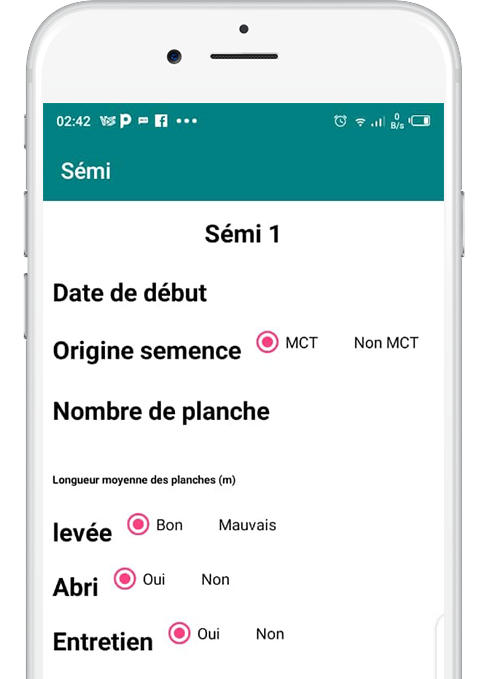 02:42
0 B/s
Sémi
Sémi 1
Date de début
Origine semence MCT Non MCT
Nombre de planche
Longueur moyenne des planches (m)
levée Bon Mauvais
Abri Oui Non
Entretien Oui Non